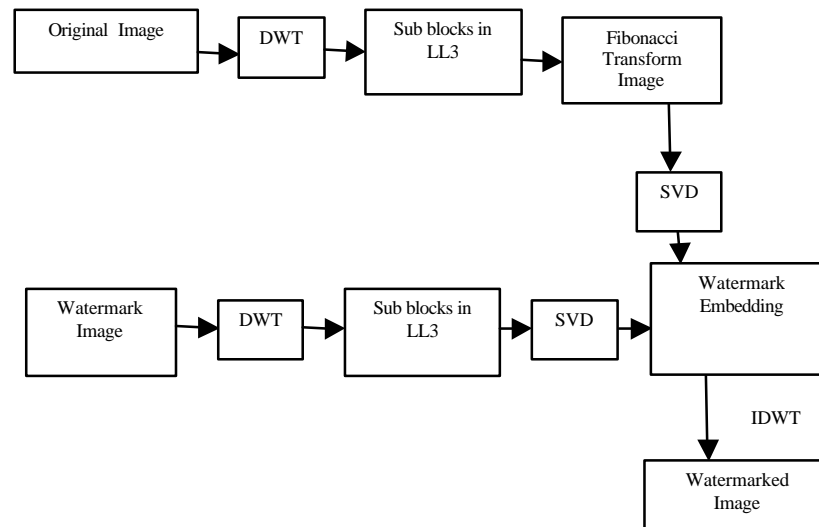 Original Image
DWT
Sub blocks in
LL3
Fibonacci
Transform
Image
SVD
Watermark
Image
DWT
Sub blocks in
LL3
SVD
Watermark
Embedding
IDWT
Watermarked
Image